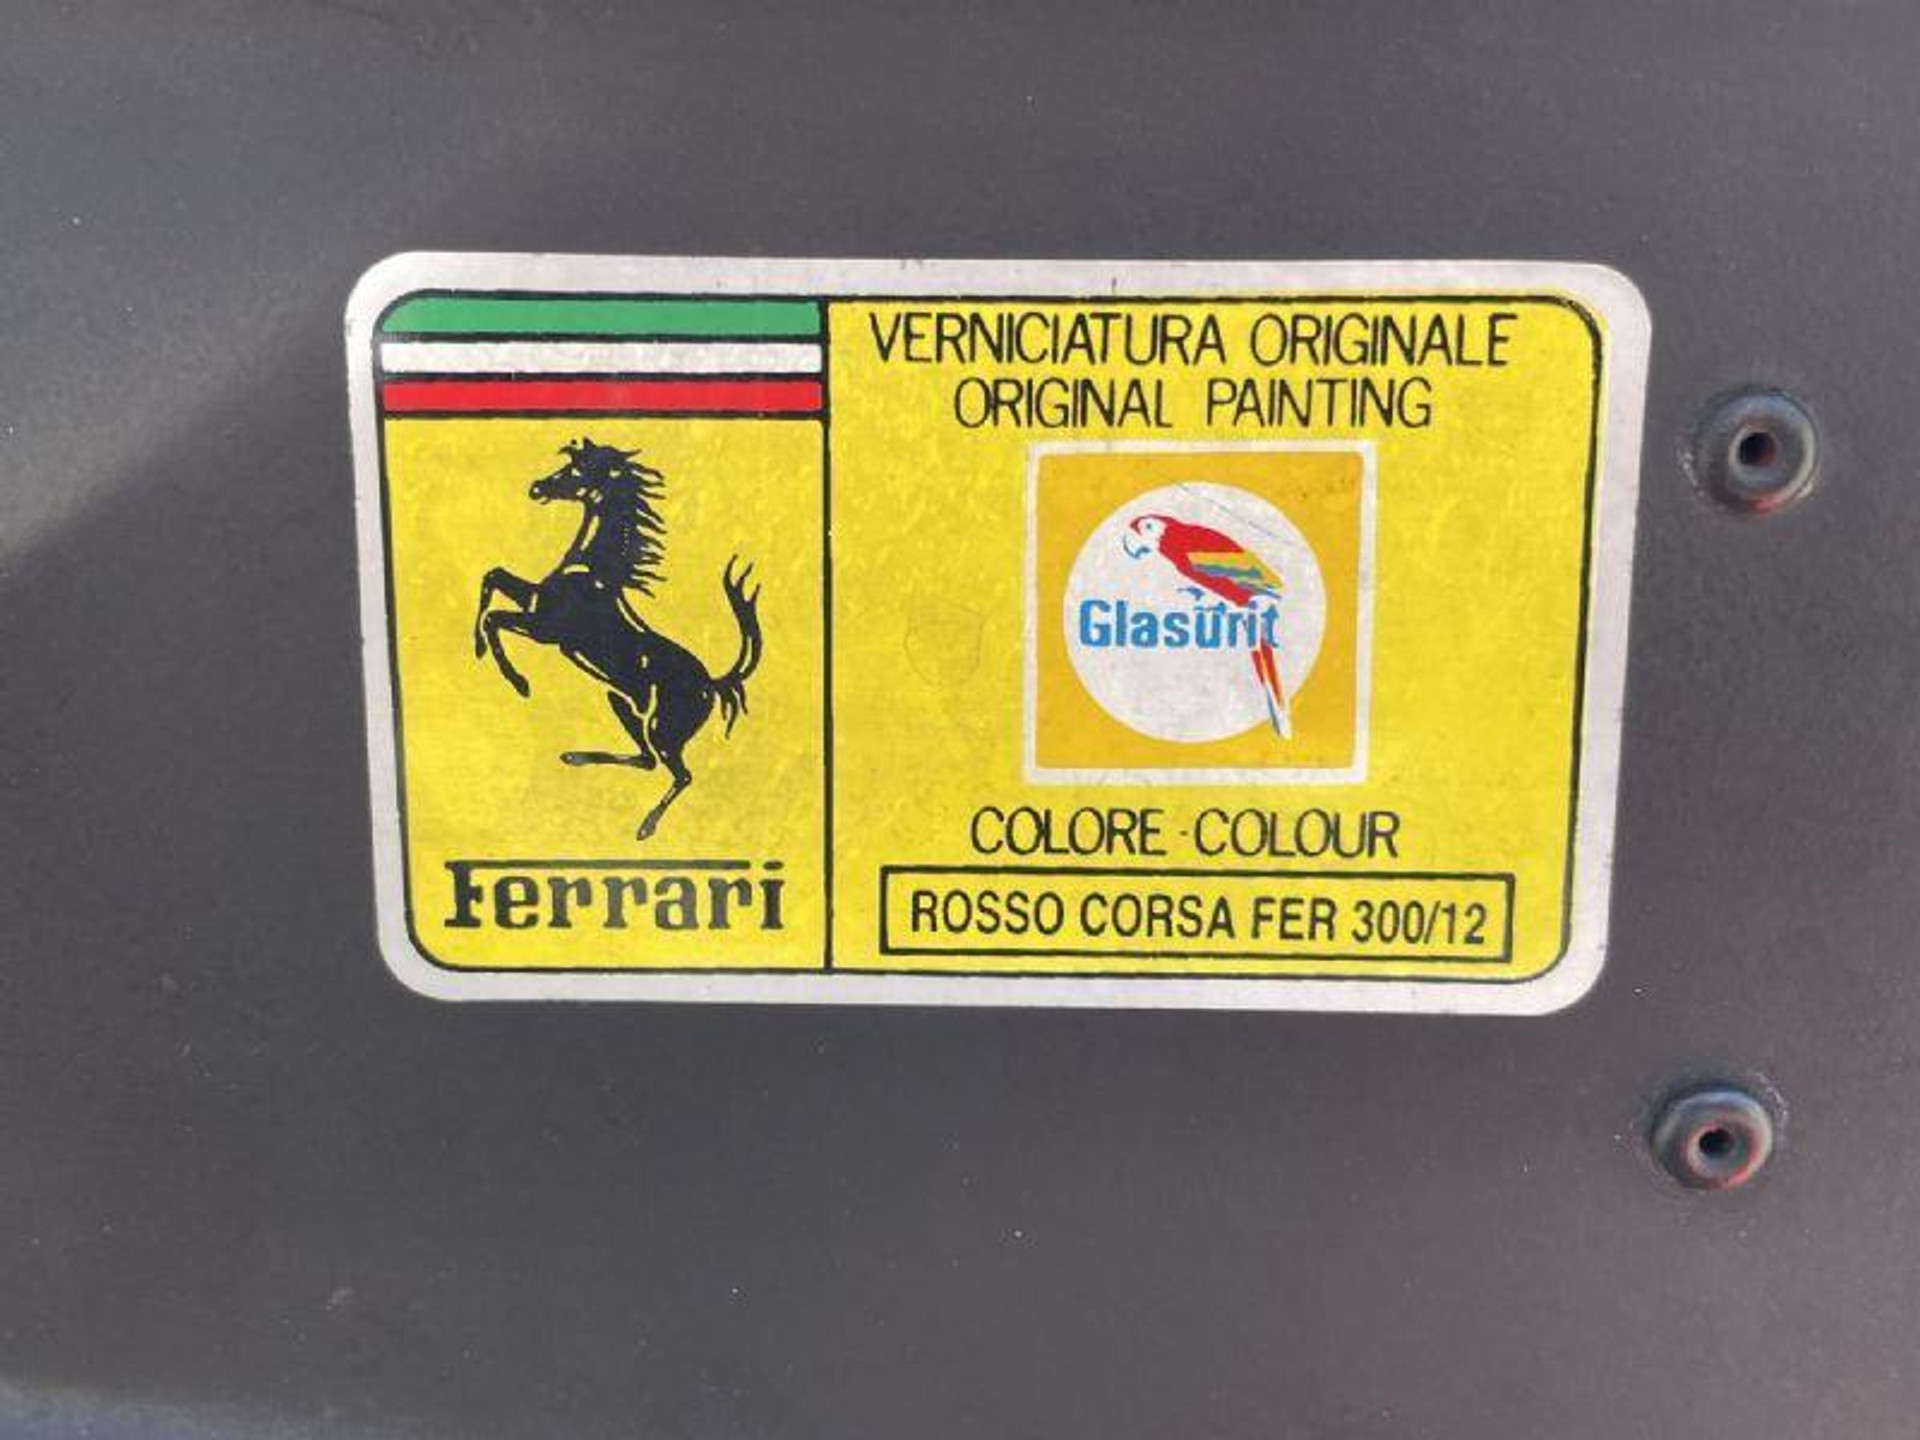 VERNICIATURA ORIGINALE
ORIGINAL PAINTING
Glasurit
COLORE - COLOUR
ROSSO CORSA FER 300/12
Ferrari